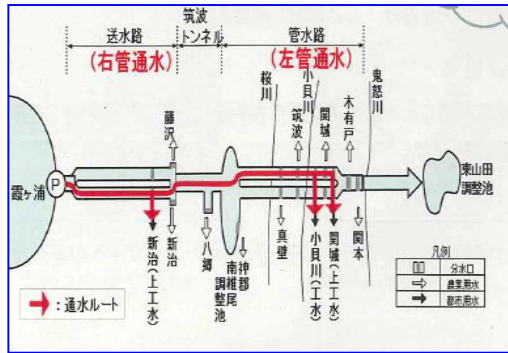 送水路
筑波
トンネル
管水路
(右管通水)
(左管通水)
桜川
小貝川
鬼怒川
藤沢
筑波
関城
木有戸
P
霞ヶ浦
東山田
調整池
新治(上工水)
新治
八郷
南椎尾
調整池
神郡
真壁
小貝川(工水)
関城(上工水)
関本
:通水ルート
凡例
分水口
農業用水
都市用水